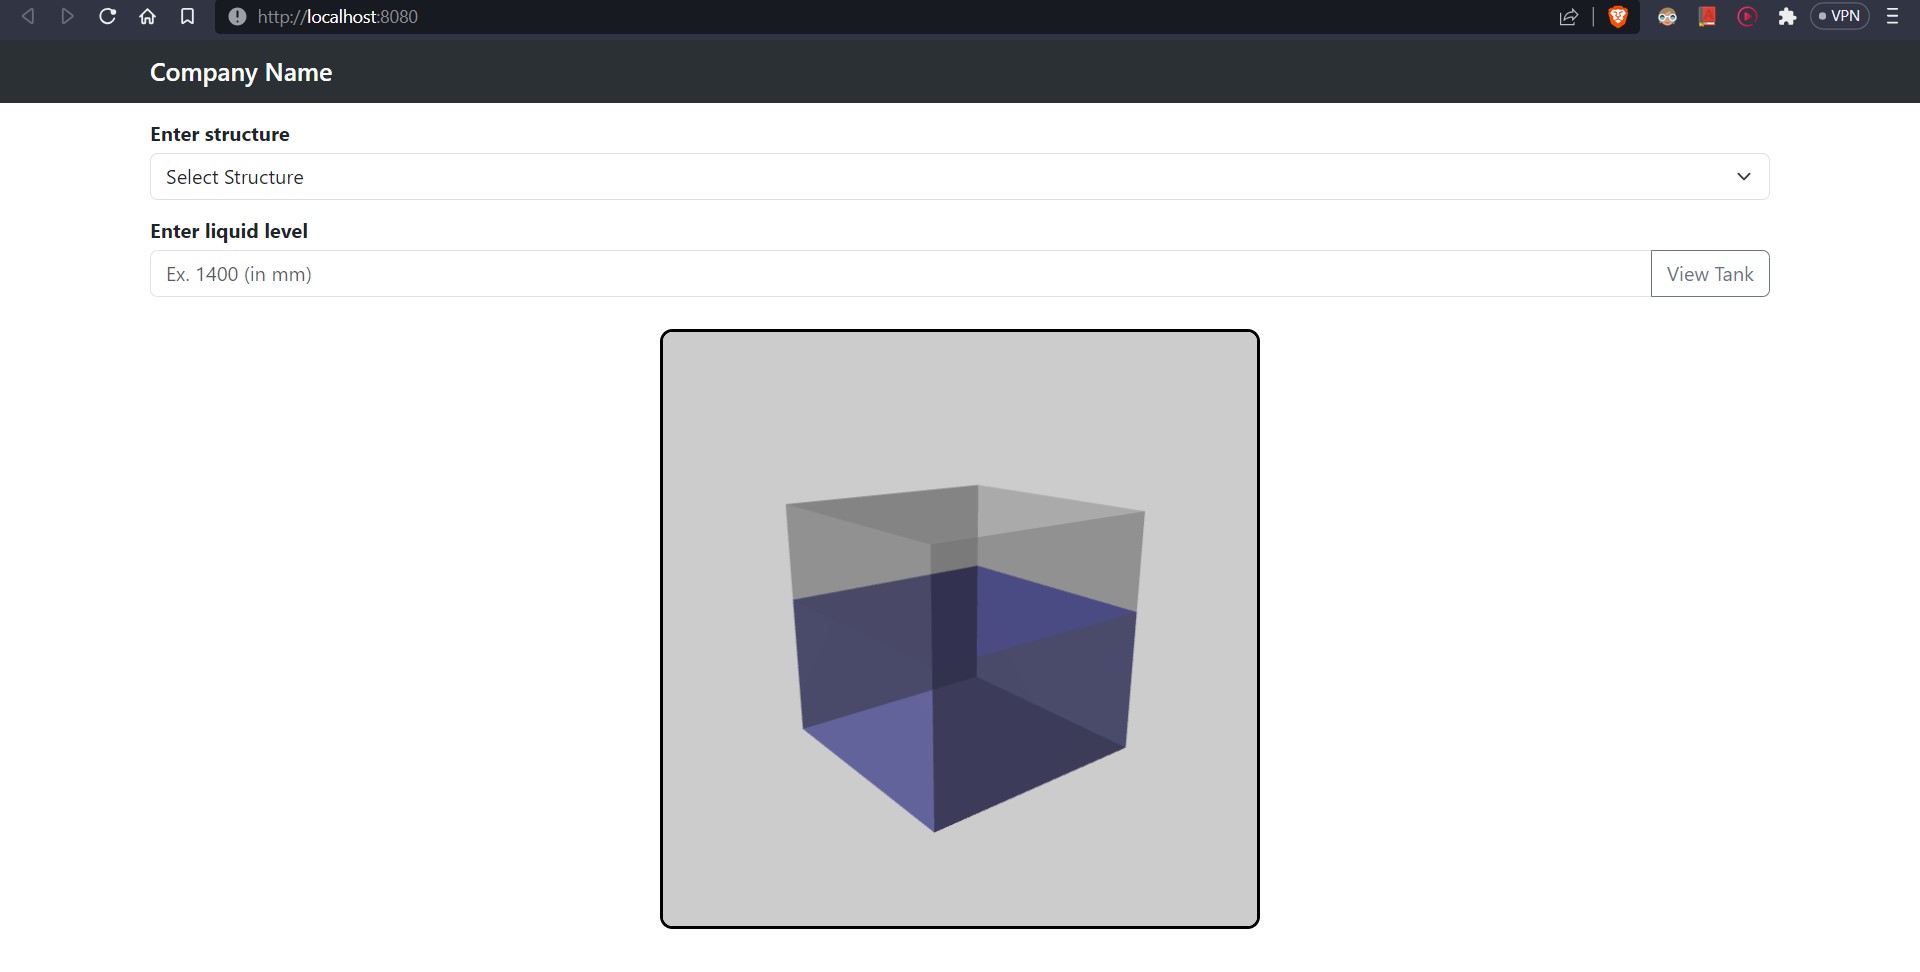 http://localhost:8080
VPN
Company Name
Enter structure
Select Structure
Enter liquid level
Ex. 1400 (in mm)
View Tank